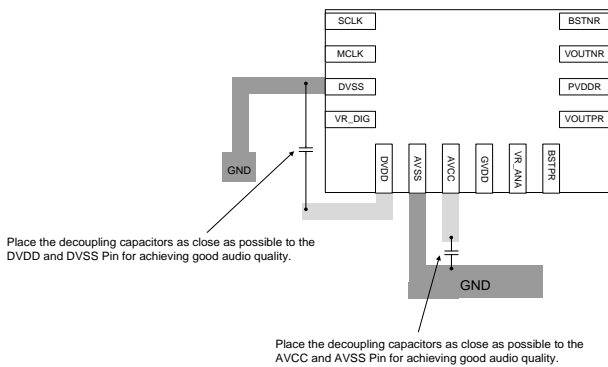 SCLK
MCLK
DVSS
VR_DIG
BSTNR
VOUTNR
PVDDR
VOUTPR
DVDD
AVSS
AVCC
GVDD
VR_ANA
BSTPR
GND
Place the decoupling capacitors as close as possible to the
DVDD and DVSS Pin for achieving good audio quality.
GND
Place the decoupling capacitors as close as possible to the
AVCC and AVSS Pin for achieving good audio quality.